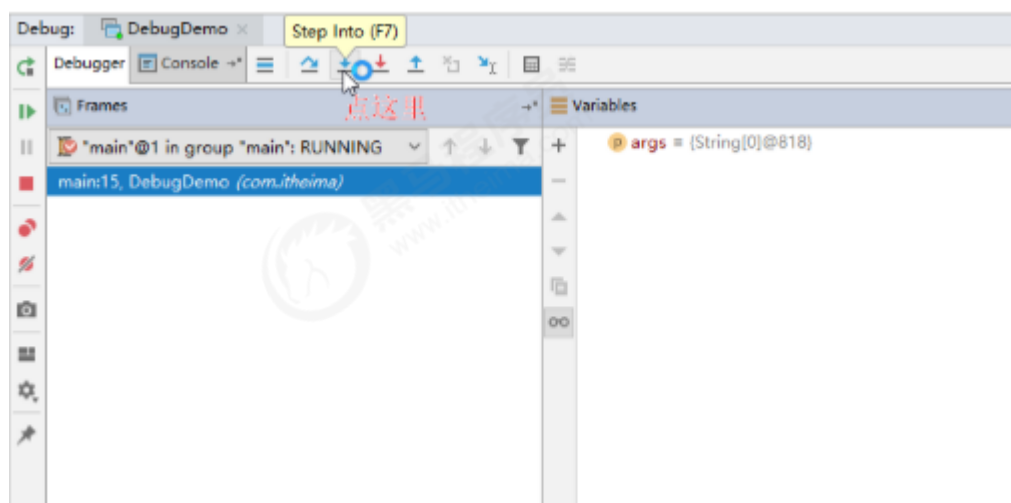 Debug: DebugDemo
Step Into (F7)
Debugger Console
点这里
Frames
Variables
"main"@1 in group "main": RUNNING
args = {String[0]@818}
main:15, DebugDemo (com.itheima)